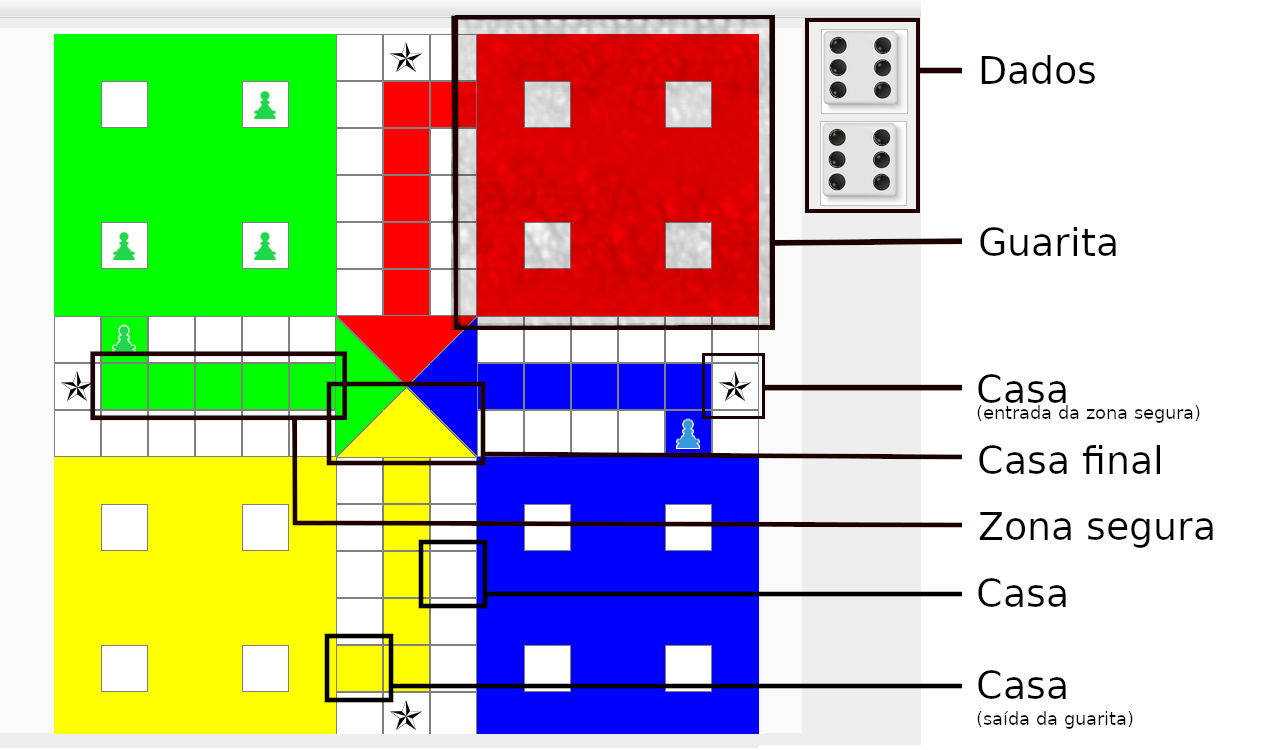 Dados
Guarita
Casa
(entrada da zona segura)
Casa final
Zona segura
Casa
Casa
(saída da guarita)